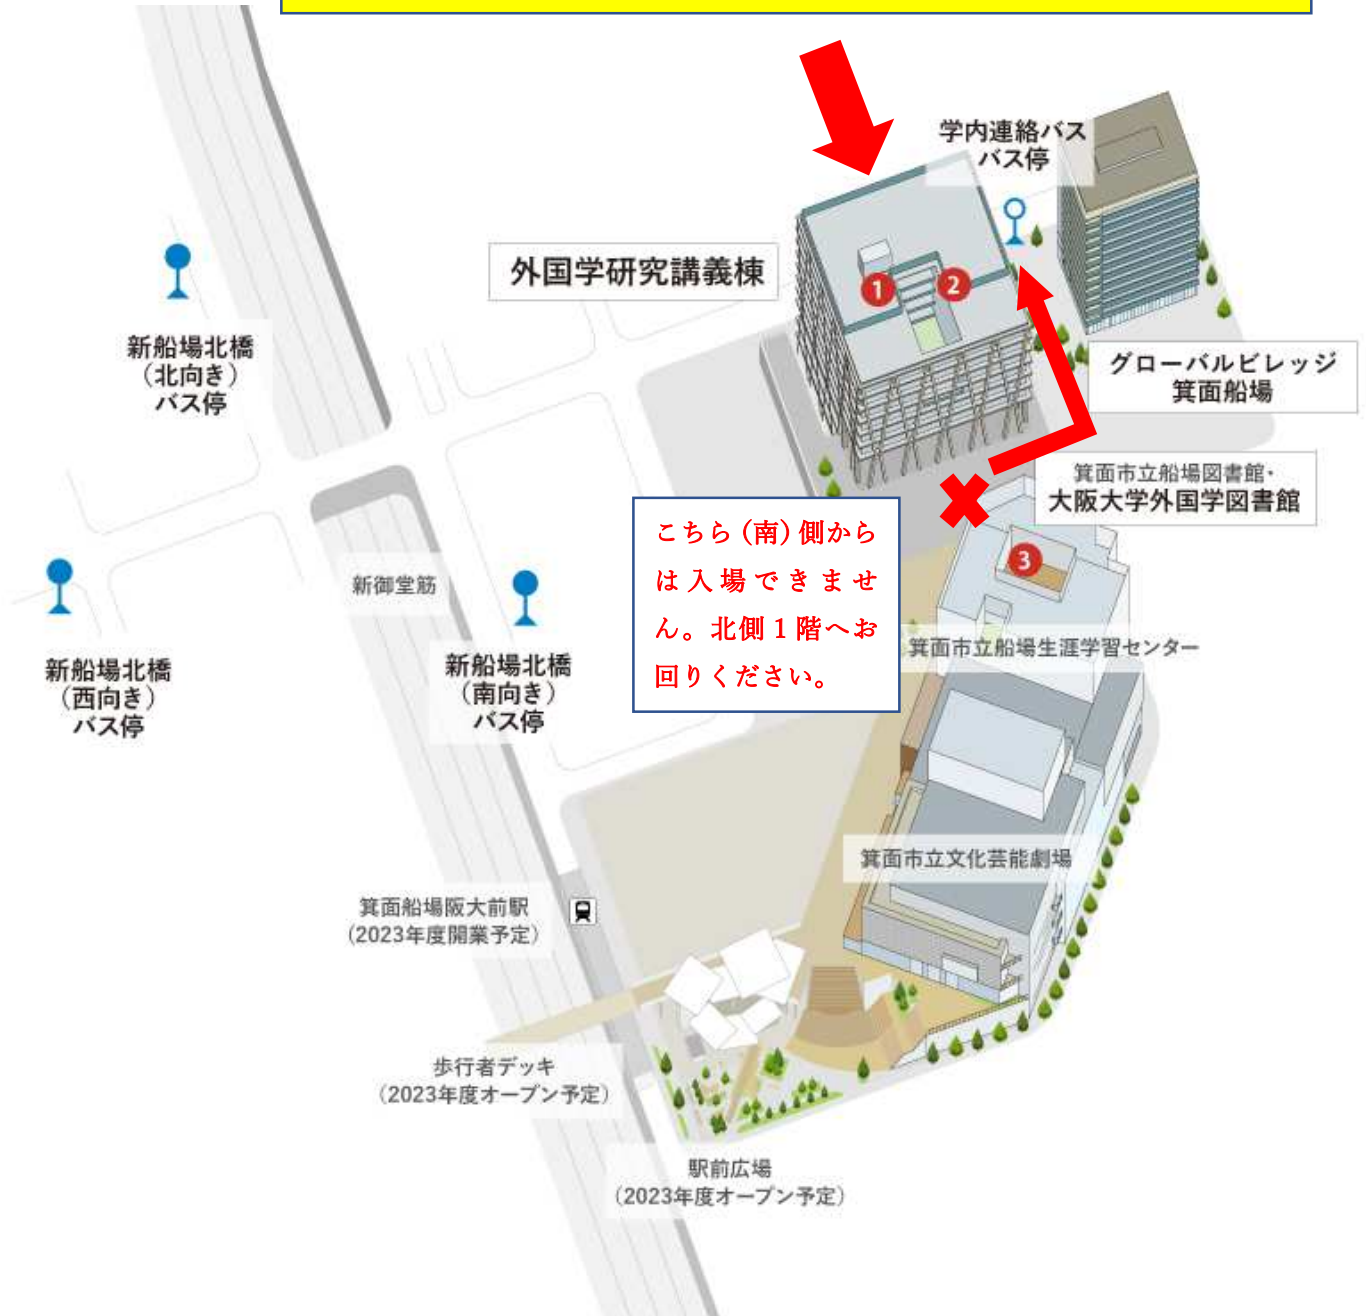 学内連絡バス
バス停
外国学研究講義棟
1
2
新船場北橋
（北向き）
バス停
グローバルビレッジ
箕面船場
箕面市立船場図書館・
大阪大学外国学図書館
こちら（南）側から
は入場できませ
ん。北側１階へお
回りください。
3
新御堂筋
箕面市立船場生涯学習センター
新船場北橋
（西向き）
バス停
新船場北橋
（南向き）
バス停
箕面市立文化芸能劇場
箕面船場阪大前駅
（2023年度開業予定）
歩行者デッキ
（2023年度オープン予定）
駅前広場
（2023年度オープン予定）